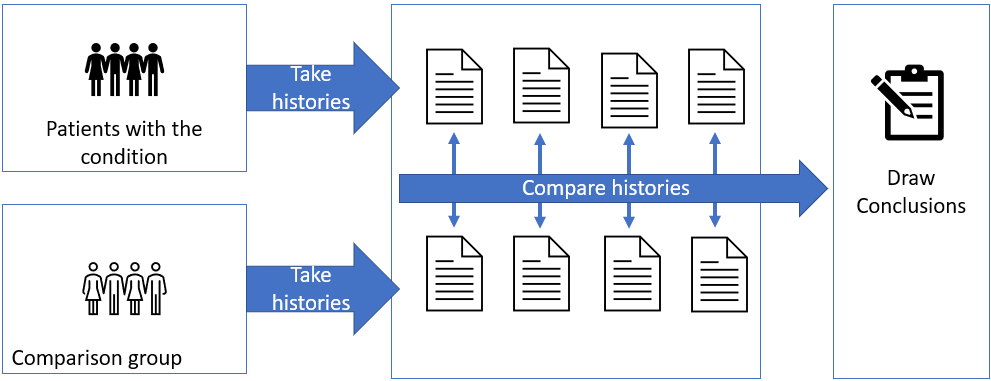 Patients with the
condition
Take
histories
Compare histories
Draw
Conclusions
Comparison group
Take
histories